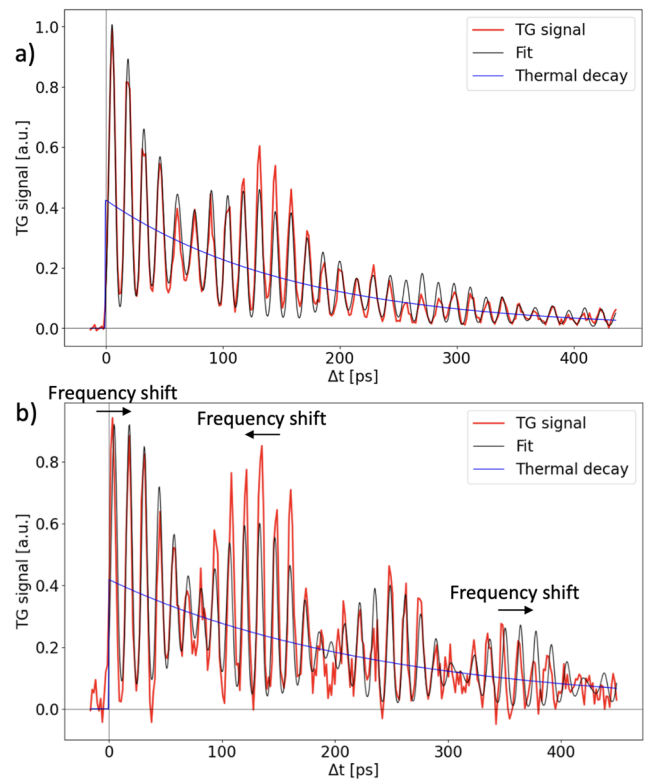 a)
TG signal
Fit
Thermal decay
1.0
0.8
0.6
0.4
0.2
0.0
TG signal [a.u.]
0 100 200 300 400
Δt [ps]
Frequency shift
b)
Frequency shift
TG signal
Fit
Thermal decay
Frequency shift
0.8
0.6
0.4
0.2
0.0
TG signal [a.u.]
0 100 200 300 400
Δt [ps]